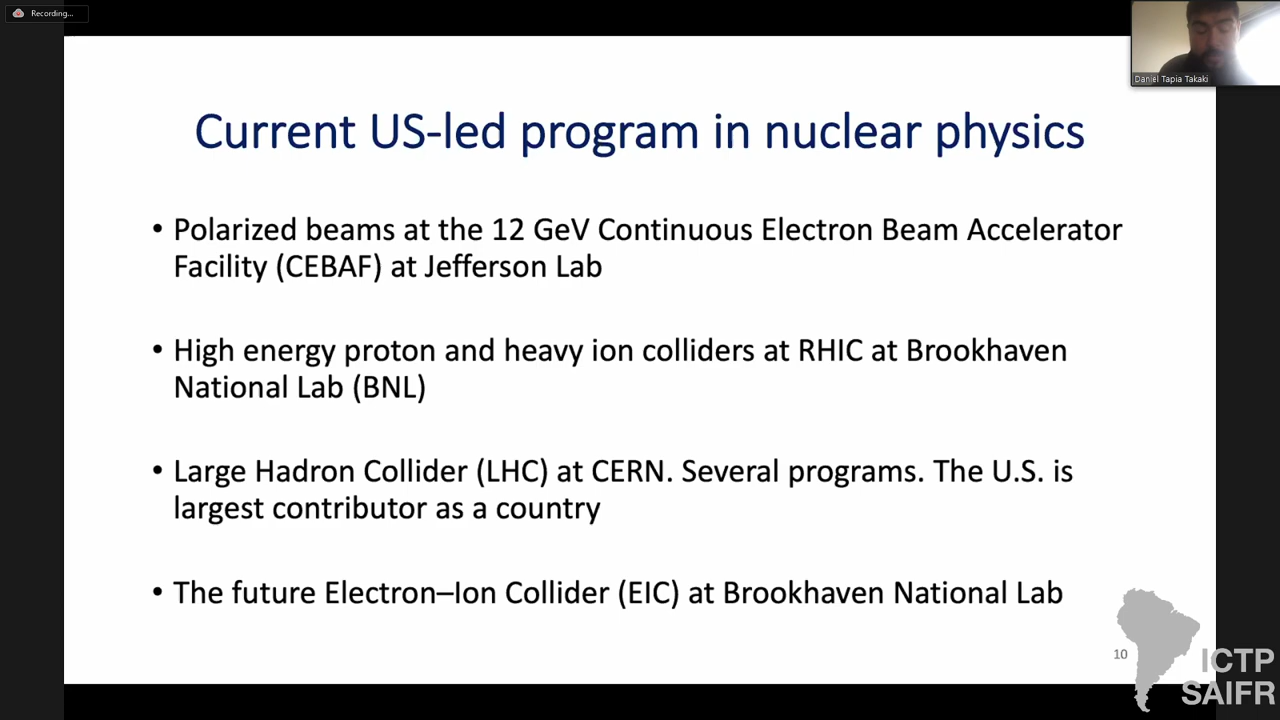 Recording...
Daniel Tapia Takaki
Current US-led program in nuclear physics
• Polarized beams at the 12 GeV Continuous Electron Beam Accelerator
Facility (CEBAF) at Jefferson Lab
• High energy proton and heavy ion colliders at RHIC at Brookhaven
National Lab (BNL)
• Large Hadron Collider (LHC) at CERN. Several programs. The U.S. is
largest contributor as a country
• The future Electron–Ion Collider (EIC) at Brookhaven National Lab
10
ICTP
SAIFR